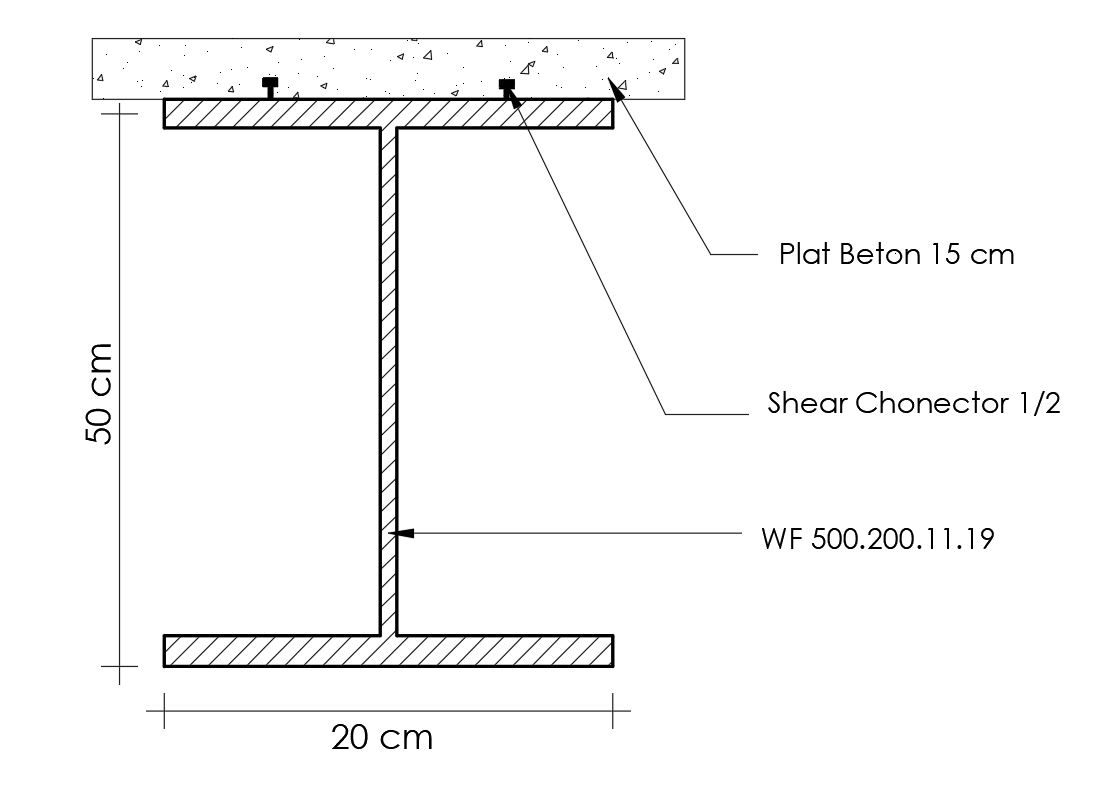 Plat Beton 15 cm
50 cm
Shear Chonector 1/2
WF 500.200.11.19
20 cm